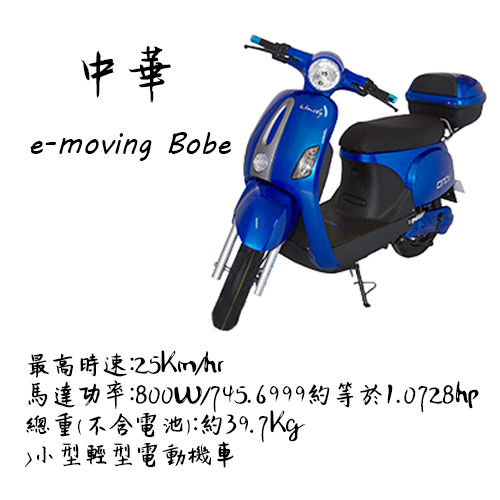 中華
e-moving Bobe
最高時速:25Km/hr
馬達功率:800W/745.6999約等於1.0728hp
總重(不含電池):約39.7Kg
>小型輕型電動機車